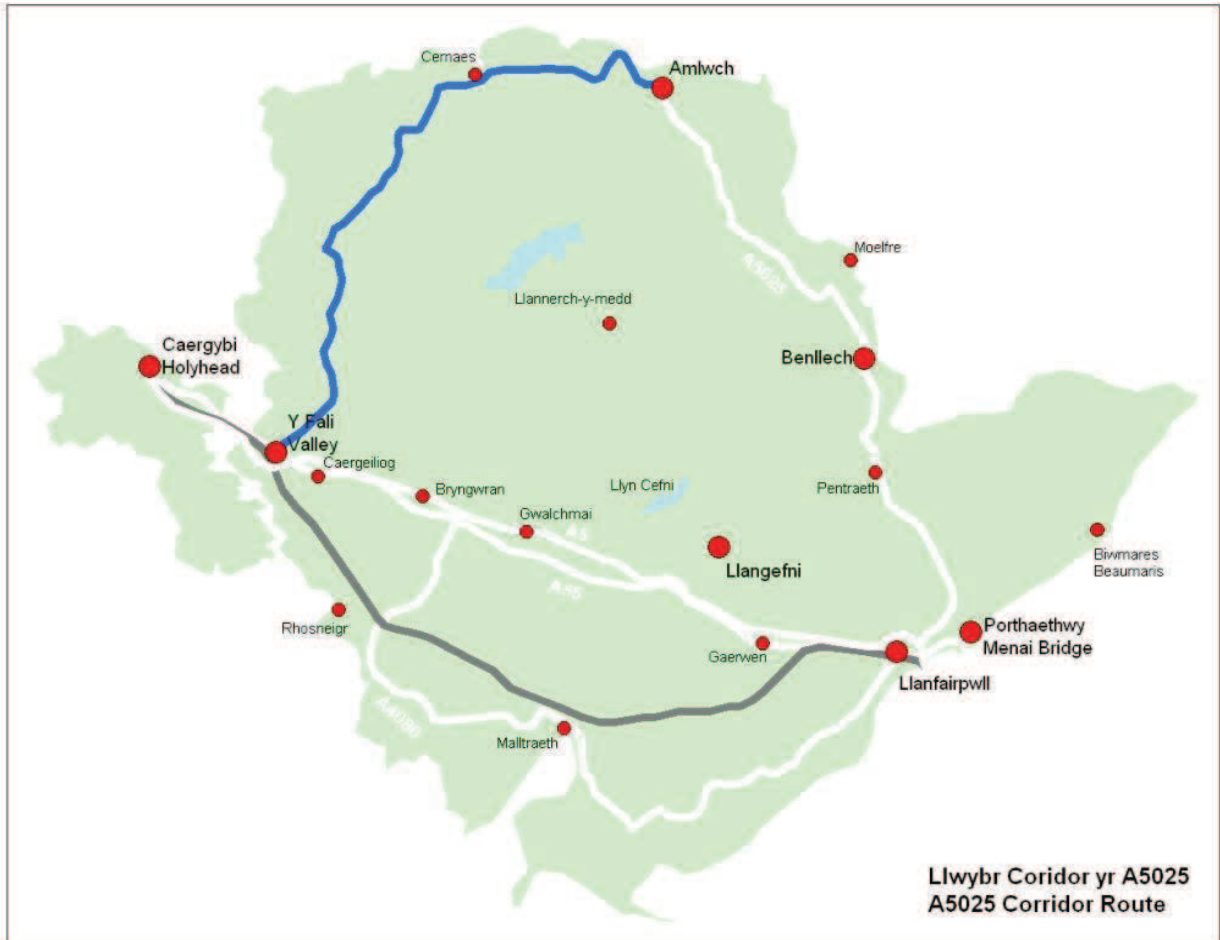 Cemaes
Amlwch
A5025
Moelfre
Llannerch-y-medd
Caergybi
Holyhead
Benllech
Y Fali
Valley
Caergeiliog
Bryngwran
Llyn Cefni
Pentraeth
Gwalchmai
A5
Biwmares
Beaumaris
Llangefni
A55
Rhosneigr
Porthaethwy
Menai Bridge
Gaerwen
Llanfairpwll
A4080
Malltraeth
Llwybr Coridor yr A5025
A5025 Corridor Route